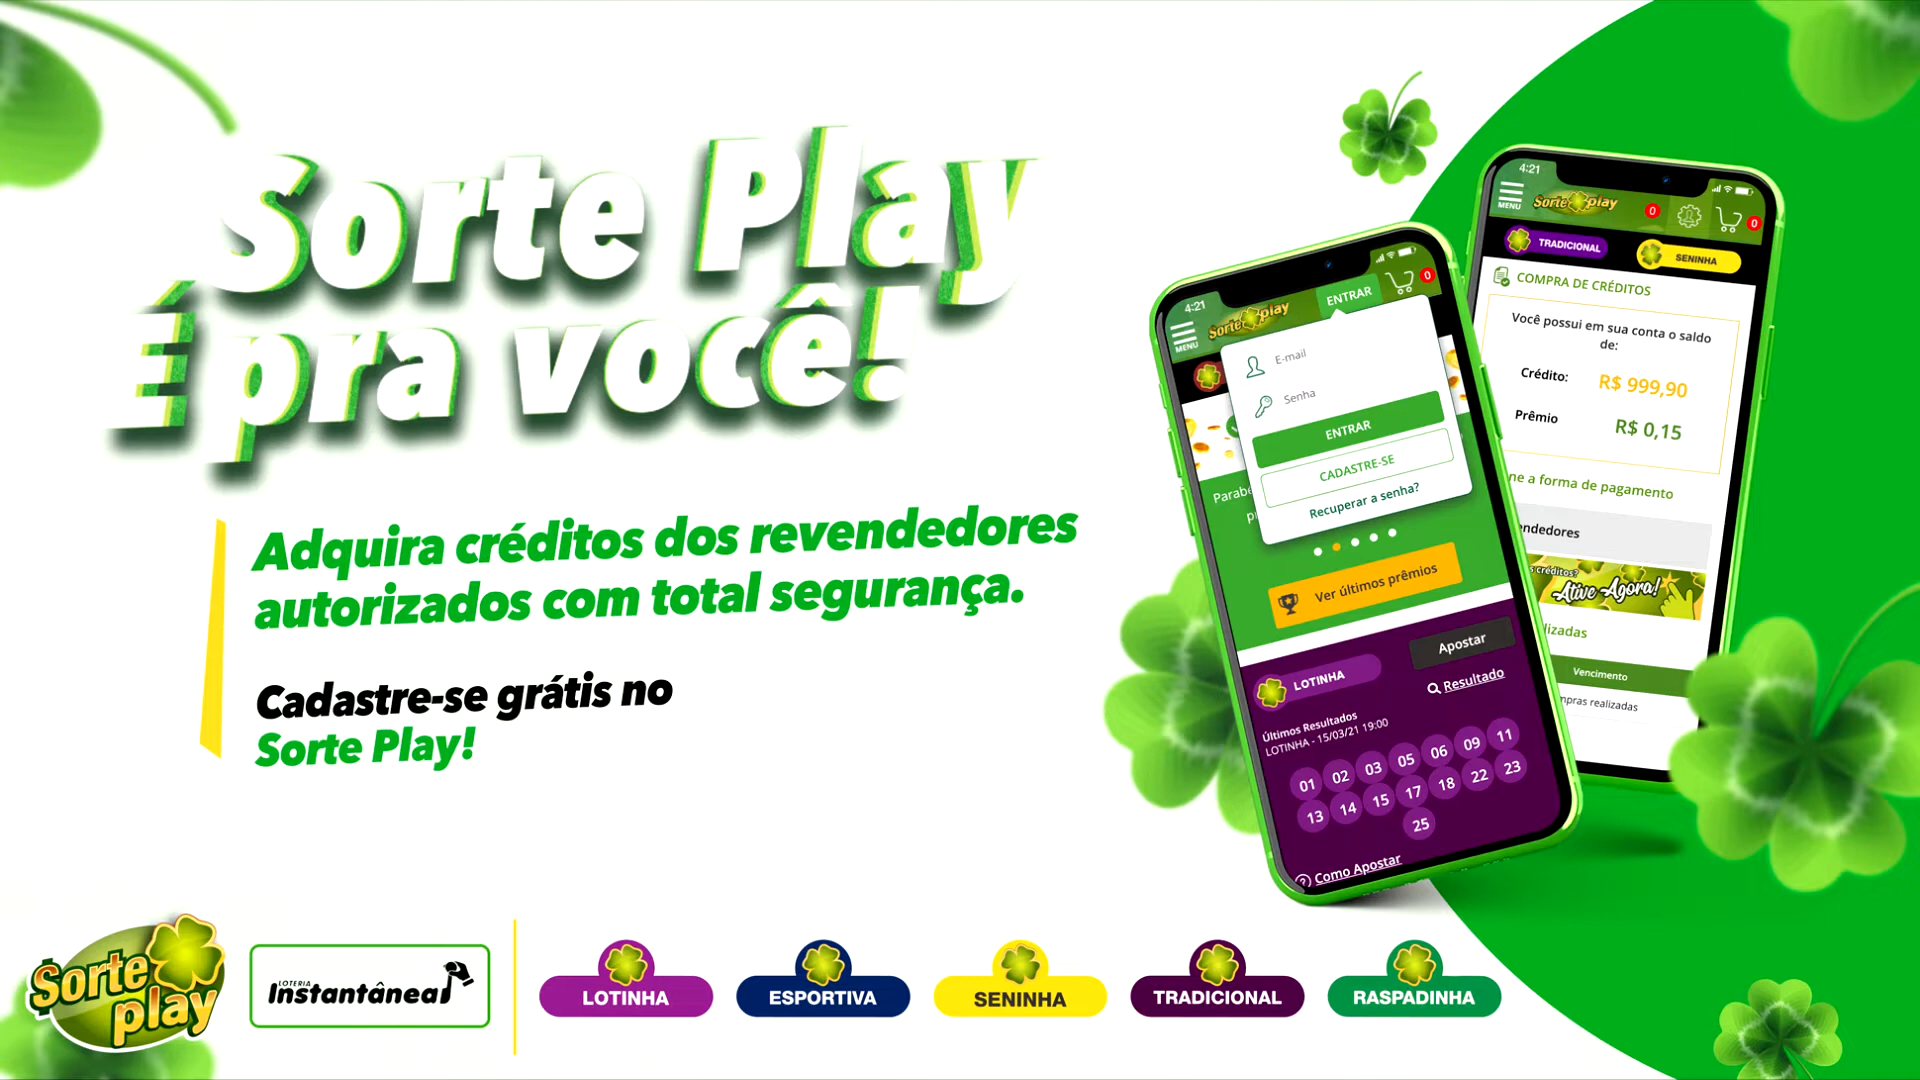 Sorte Play
É pra você!
Adquira créditos dos revendedores
autorizados com total segurança.
Cadastre-se grátis no
Sorte Play!
4:21
MENU
Sorte play
ENTRAR
0
E-mail
Senha
ENTRAR
CADASTRE-SE
Recuperar a senha?
Ver últimos prêmios
LOTINHA
Apostar
Resultado
Últimos Resultados
LOTINHA - 15/03/21 19:00
01 02 03 05 06 09 11
13 14 15 17 18 22 23
25
Como Apostar
4:21
MENU
Sorte play
0
0
TRADICIONAL
SENINHA
COMPRA DE CRÉDITOS
Você possui em sua conta o saldo
de:
Crédito: R$ 999,90
Prêmio R$ 0,15
a forma de pagamento
créditos?
Ative Agora!
Vencimento
realizadas
Sorte
play
LOTERIA
Instantânea
LOTINHA
ESPORTIVA
SENINHA
TRADICIONAL
RASPADINHA